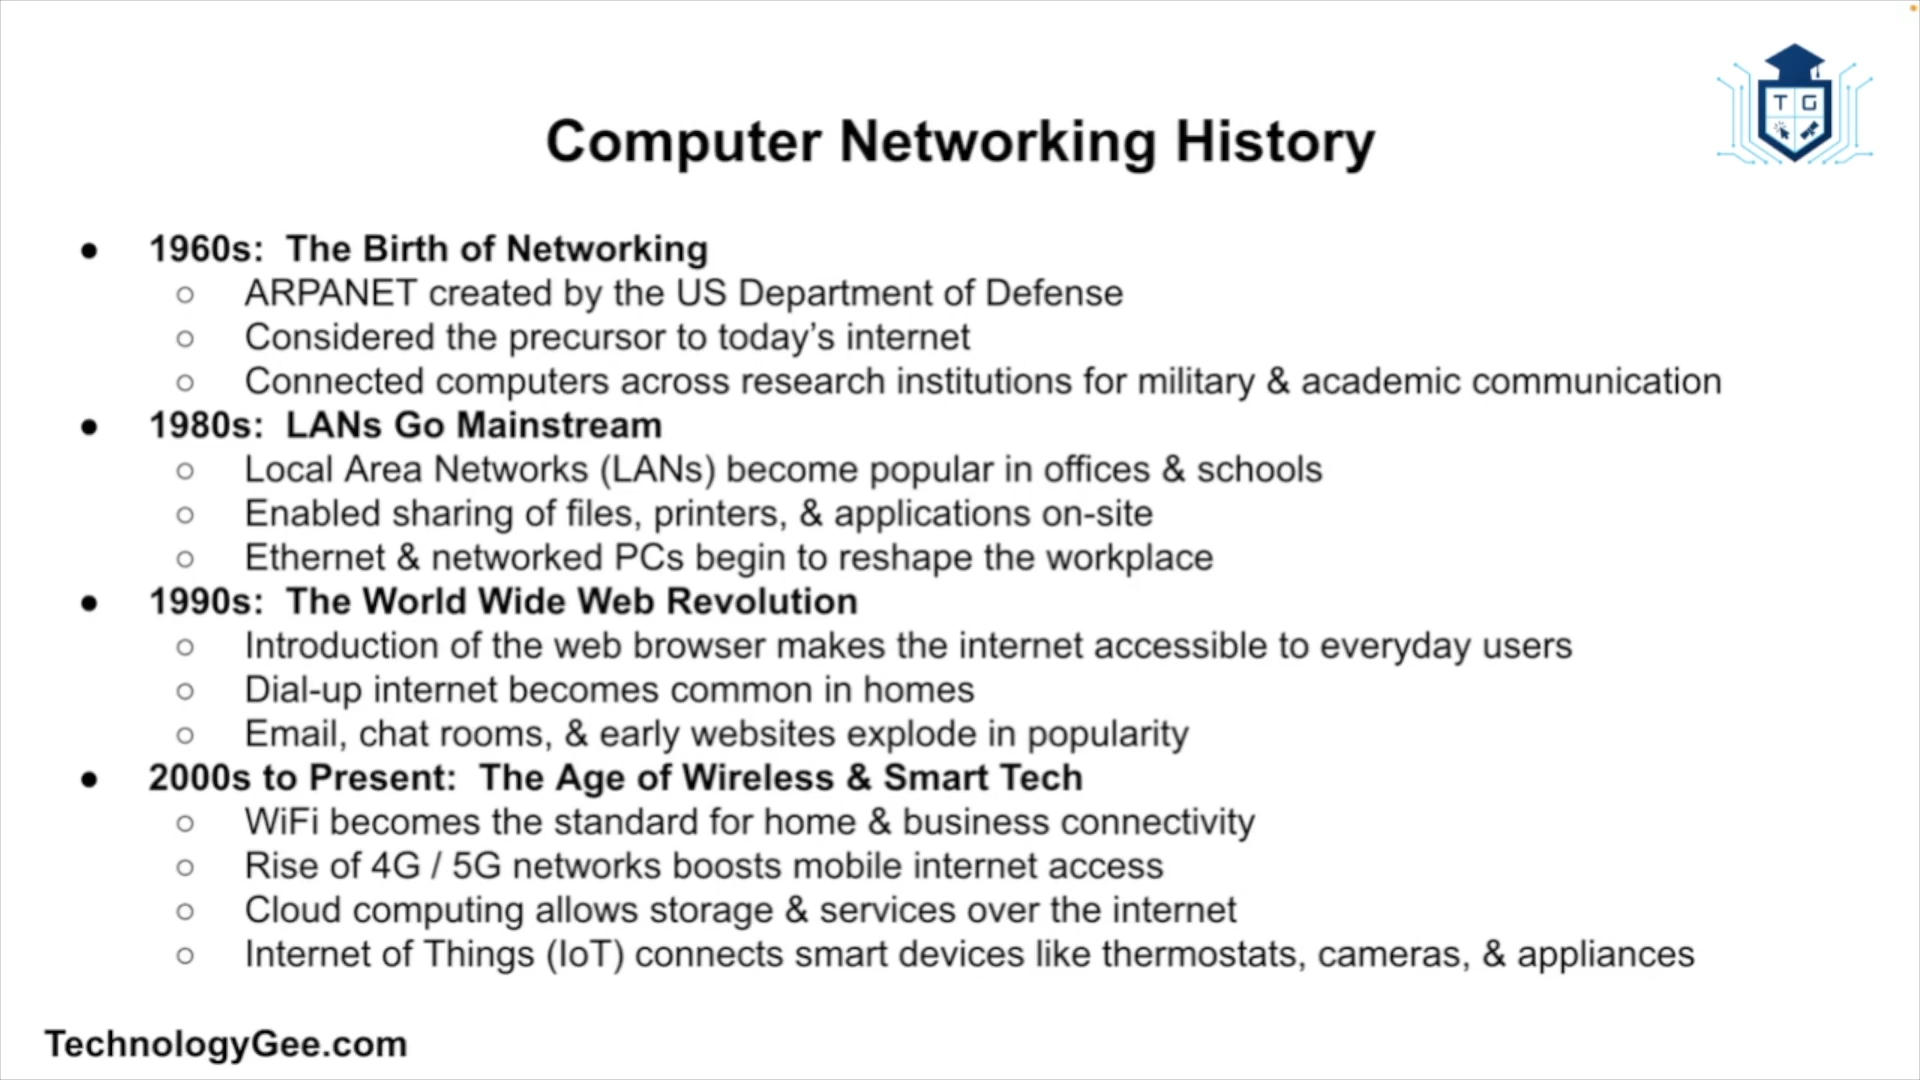 T G
Computer Networking History
● 1960s: The Birth of Networking
○ ARPANET created by the US Department of Defense
○ Considered the precursor to today’s internet
○ Connected computers across research institutions for military & academic communication
● 1980s: LANs Go Mainstream
○ Local Area Networks (LANs) become popular in offices & schools
○ Enabled sharing of files, printers, & applications on-site
○ Ethernet & networked PCs begin to reshape the workplace
● 1990s: The World Wide Web Revolution
○ Introduction of the web browser makes the internet accessible to everyday users
○ Dial-up internet becomes common in homes
○ Email, chat rooms, & early websites explode in popularity
● 2000s to Present: The Age of Wireless & Smart Tech
○ WiFi becomes the standard for home & business connectivity
○ Rise of 4G / 5G networks boosts mobile internet access
○ Cloud computing allows storage & services over the internet
○ Internet of Things (IoT) connects smart devices like thermostats, cameras, & appliances
TechnologyGee.com